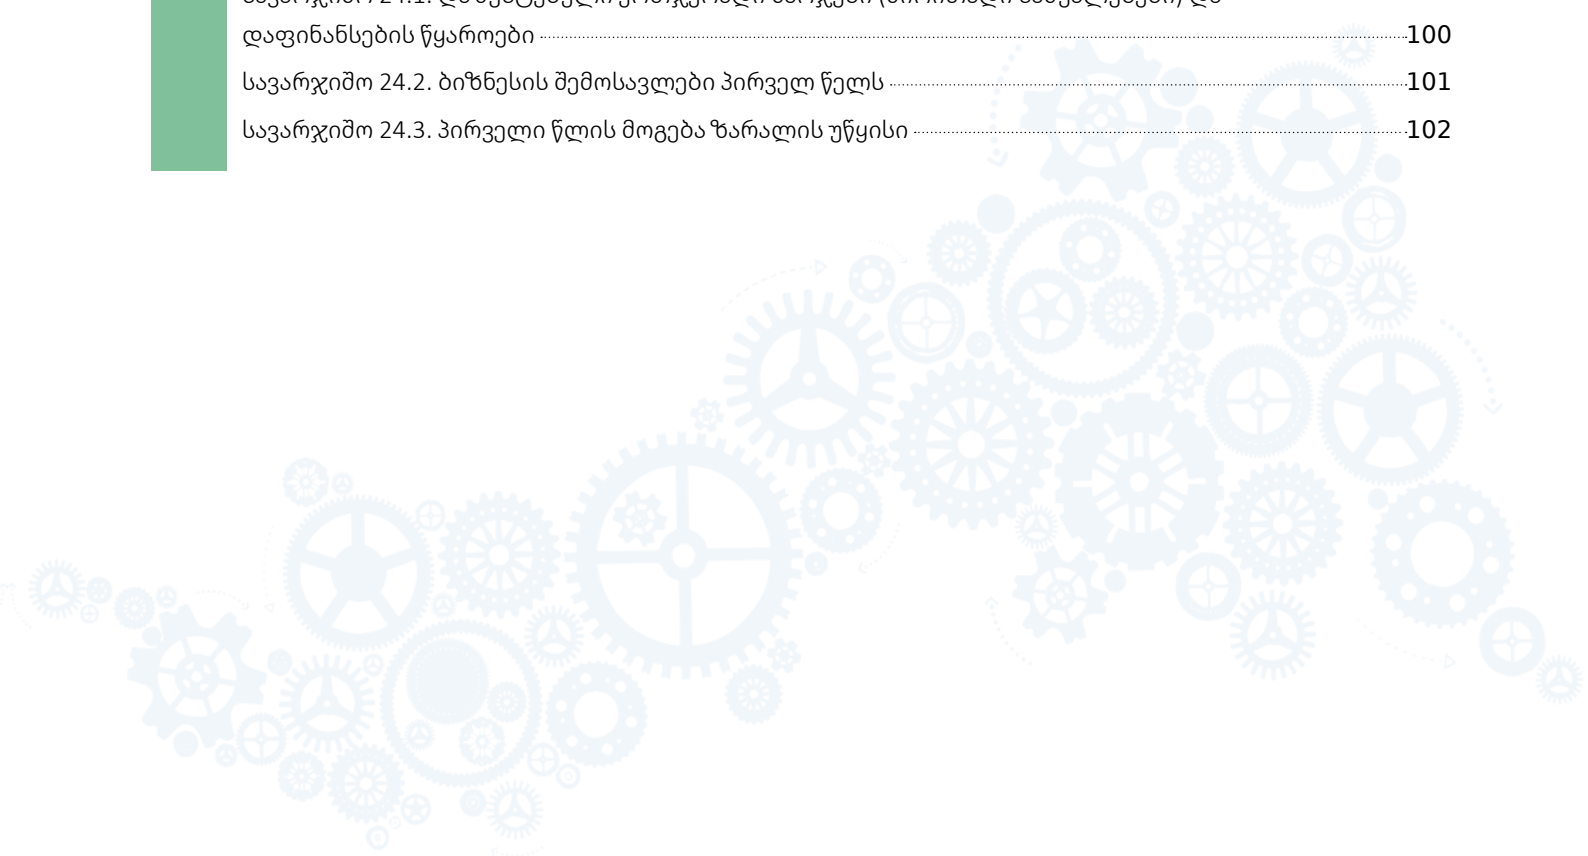 დაფინანსების წყაროები 100
სავარჯიშო 24.2. ბიზნესის შემოსავლები პირველ წელს 101
სავარჯიშო 24.3. პირველი წლის მოგება ზარალის უწყისი 102